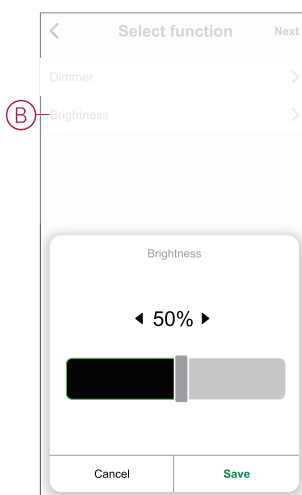 Select function Next
Dimmer
B Brightness
Brightness
50%
Cancel Save